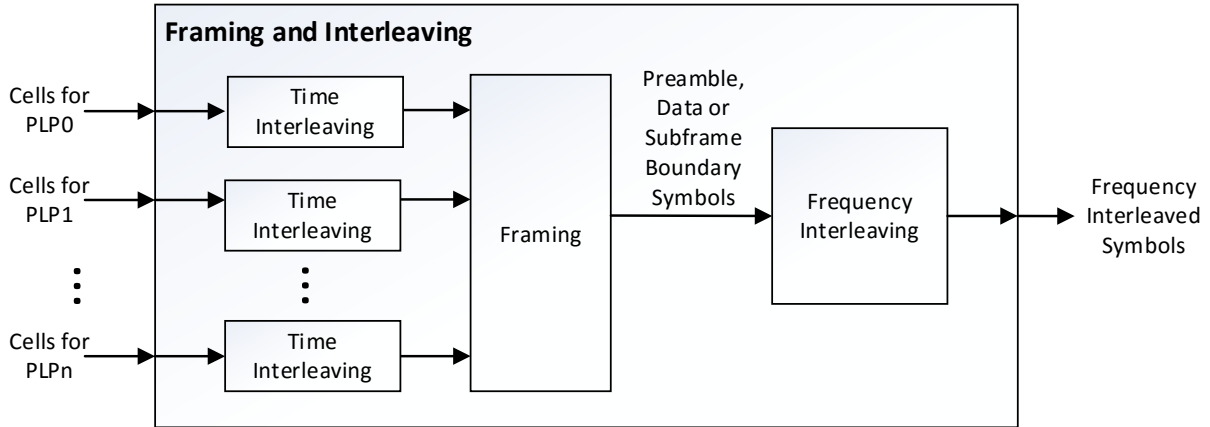 Framing and Interleaving
Cells for
PLP0
Time
Interleaving
Cells for
PLP1
Time
Interleaving
Cells for
PLPn
Time
Interleaving
Framing
Preamble,
Data or
Subframe
Boundary
Symbols
Frequency
Interleaving
Frequency
Interleaved
Symbols